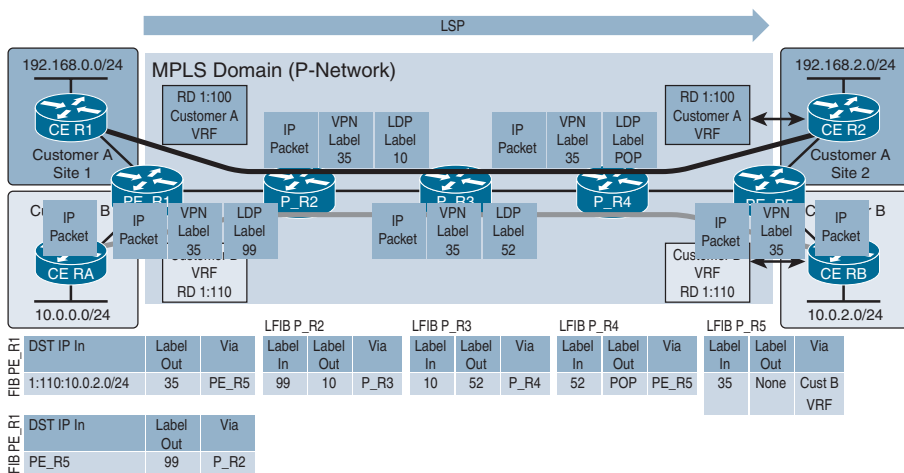 LSP
192.168.0.0/24
CE R1
Customer A
Site 1
MPLS Domain (P-Network)
RD 1:100
Customer A
VRF
IP
Packet
VPN
Label
35
LDP
Label
10
IP
Packet
VPN
Label
35
LDP
Label
POP
RD 1:100
Customer A
VRF
192.168.2.0/24
CE R2
Customer A
Site 2
PE_R1
P_R2
P_R3
P_R4
PE_R5
IP
Packet
IP
Packet
VPN
Label
35
LDP
Label
99
IP
Packet
VPN
Label
35
LDP
Label
52
IP
Packet
VPN
Label
35
IP
Packet
CE RA
10.0.0.0/24
VRF
RD 1:110
Customer B
VRF
RD 1:110
CE RB
10.0.2.0/24
FIB PE_R1
DST IP In Label Out Via
1:110:10.0.2.0/24 35 PE_R5
LFIB P_R2
Label In Label Out Via
99 10 P_R3
LFIB P_R3
Label In Label Out Via
10 52 P_R4
LFIB P_R4
Label In Label Out Via
52 POP PE_R5
LFIB P_R5
Label In Label Out Via
35 None Cust B VRF
FIB PE_R1
DST IP In Label Out Via
PE_R5 99 P_R2